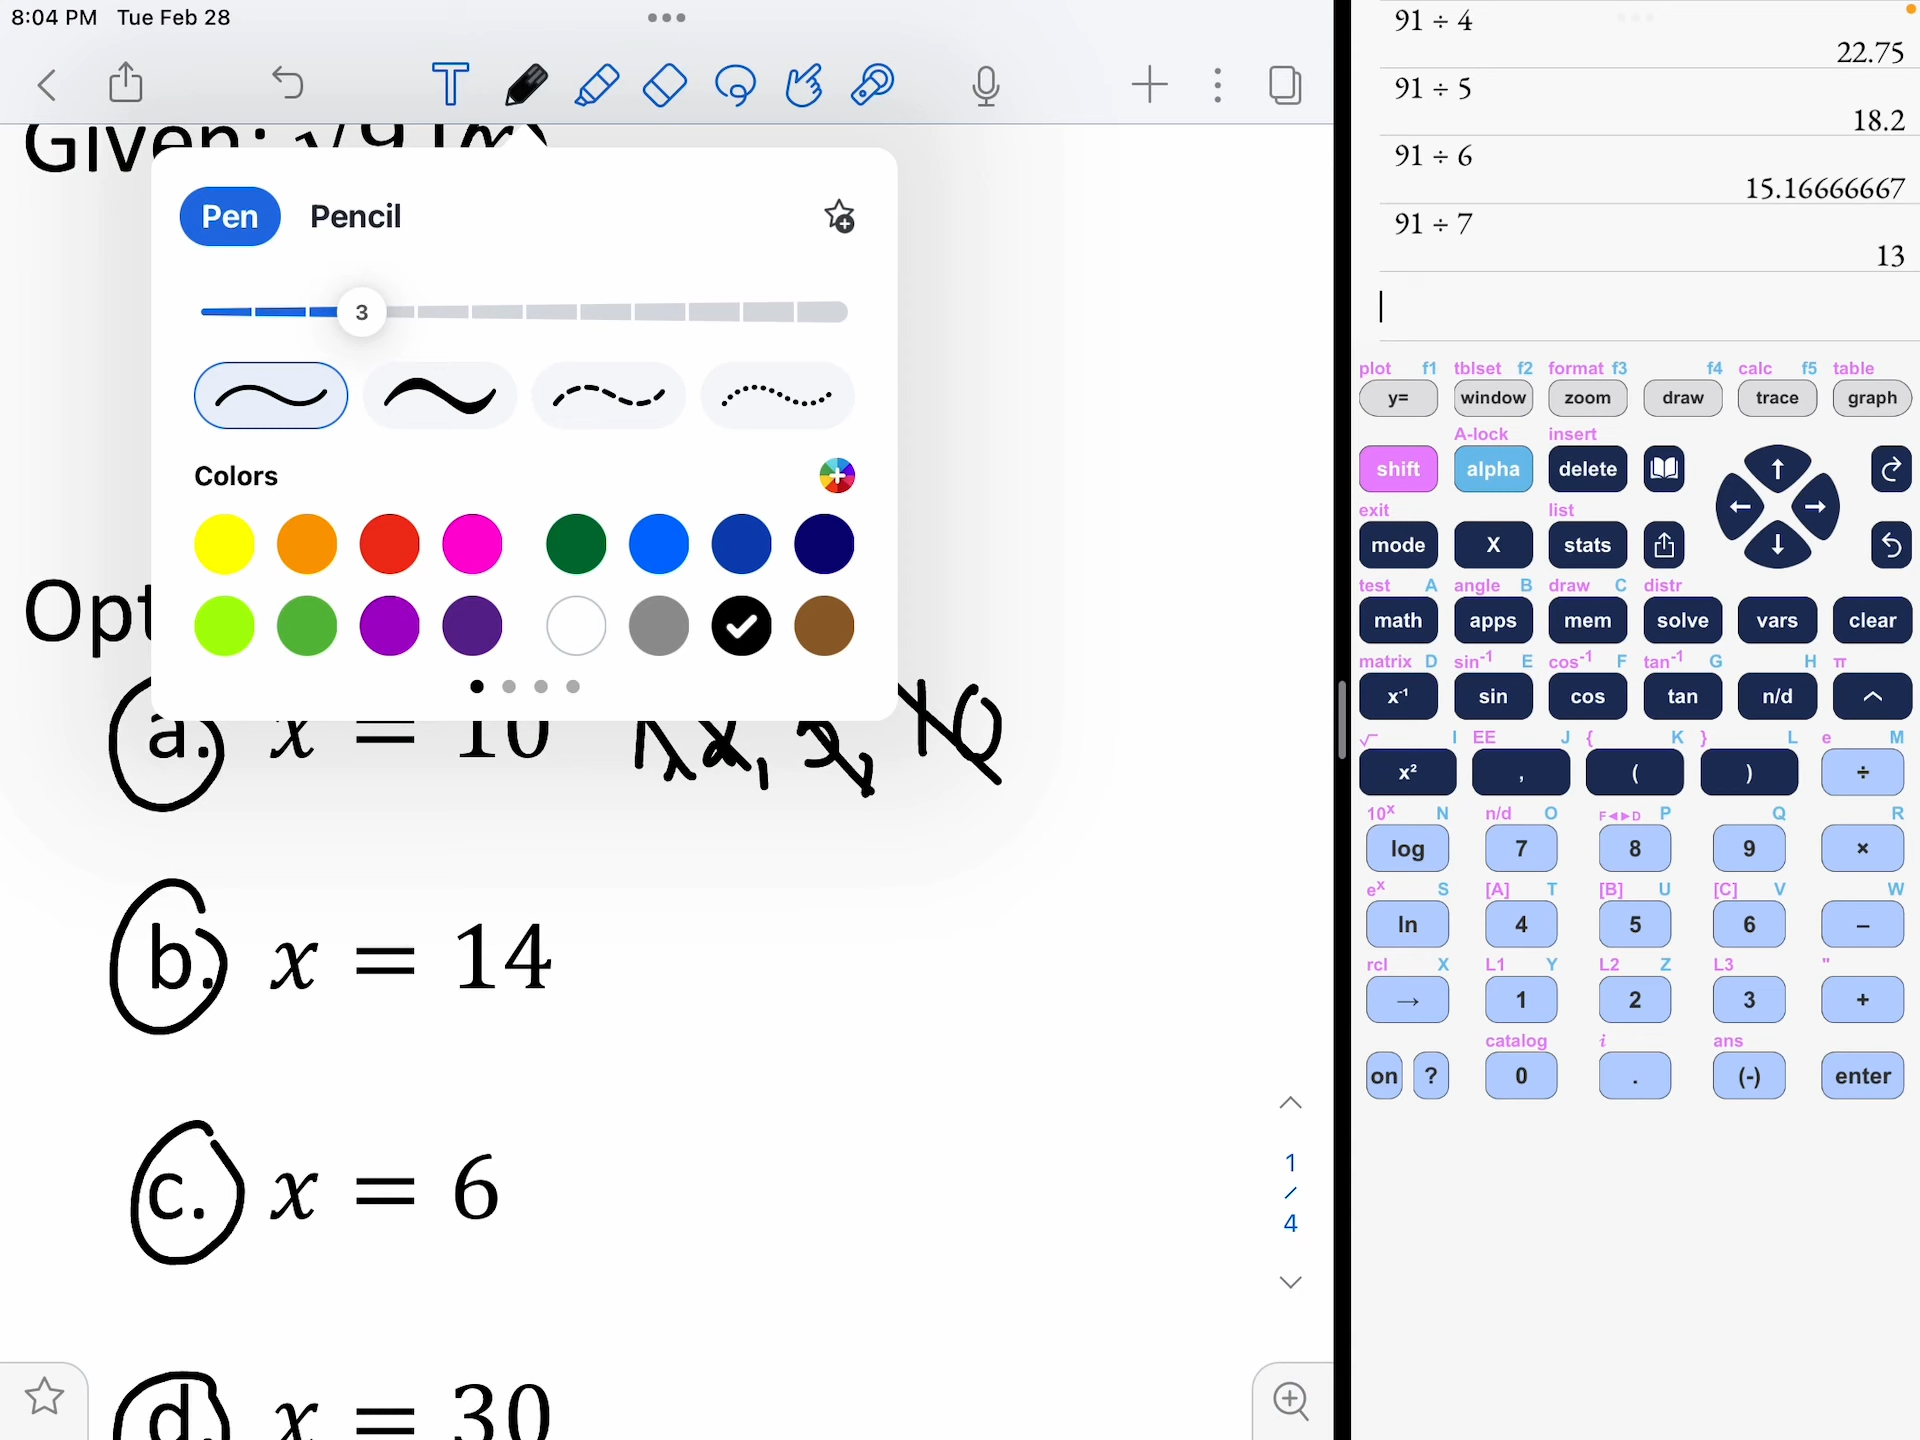 8:04 PM Tue Feb 28
T
Given: √91x
Pen Pencil
3
Colors
Opt
a. x = 10
b. x = 14
c. x = 6
d. x = 30
1
/
4
91 ÷ 4
22.75
91 ÷ 5
18.2
91 ÷ 6
15.16666667
91 ÷ 7
13
plot f1 tblset f2 format f3 f4 calc f5 table
y= window zoom draw trace graph
A-lock insert
shift alpha delete
exit list
mode X stats
test A angle B draw C distr
math apps mem solve vars clear
matrix D sin-1 E cos-1 F tan-1 G H π
x-1 sin cos tan n/d ^
√ I EE J { K } L e M
x² , ( ) ÷
10x N n/d O F◄►D P Q R
log 7 8 9 ×
ex S [A] T [B] U [C] V W
ln 4 5 6 −
rcl X L1 Y L2 Z L3 "
→ 1 2 3 +
catalog i ans
on ? 0 . (-) enter